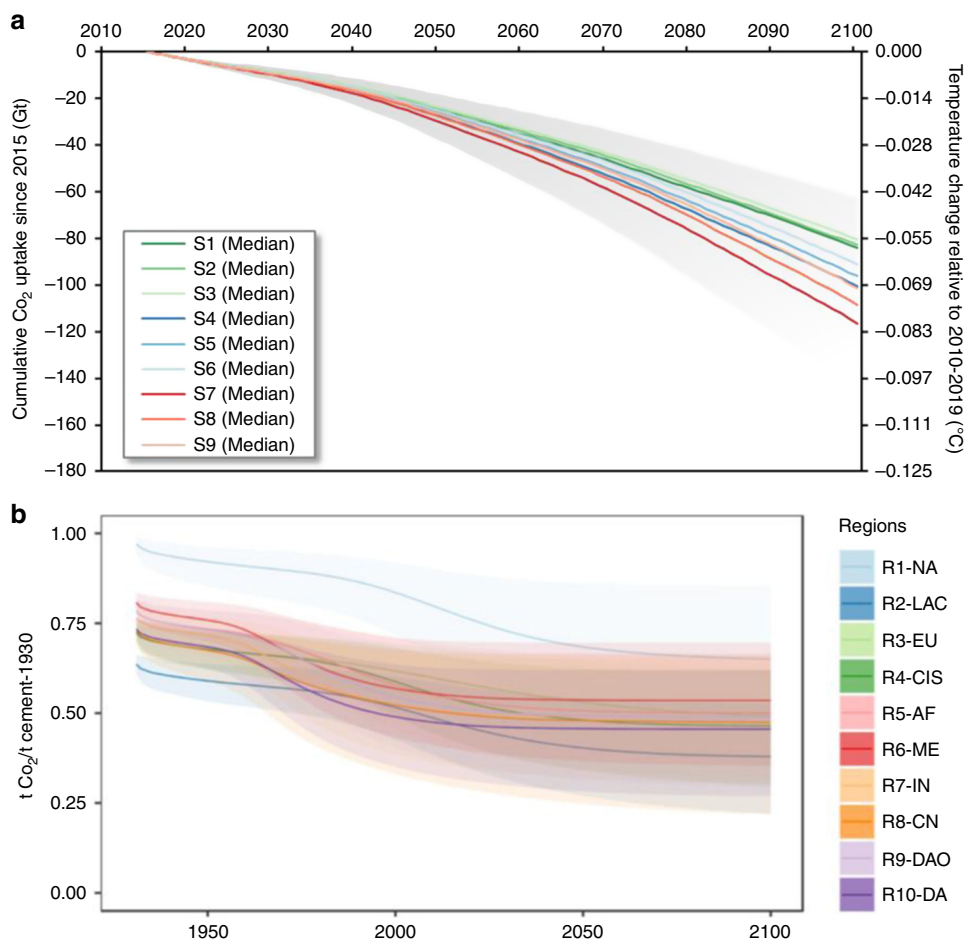 a
2010 2020 2030 2040 2050 2060 2070 2080 2090 2100
Cumulative Co2 uptake since 2015 (Gt)
0
−20
−40
−60
−80
−100
−120
−140
−160
−180
S1 (Median)
S2 (Median)
S3 (Median)
S4 (Median)
S5 (Median)
S6 (Median)
S7 (Median)
S8 (Median)
S9 (Median)
0.000
−0.014
−0.028
−0.042
−0.055
−0.069
−0.083
−0.097
−0.111
−0.125
Temperature change relative to 2010-2019 (°C)
b
t Co2/t cement-1930
1.00
0.75
0.50
0.25
0.00
1950 2000 2050 2100
Regions
R1-NA
R2-LAC
R3-EU
R4-CIS
R5-AF
R6-ME
R7-IN
R8-CN
R9-DAO
R10-DA